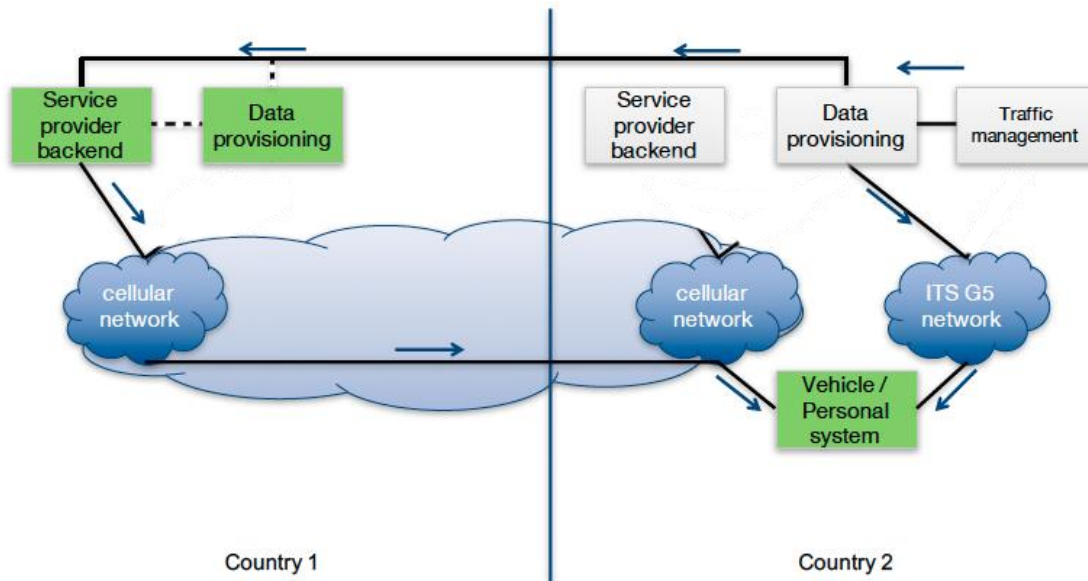 Service
provider
backend
Data
provisioning
Service
provider
backend
Data
provisioning
Traffic
management
cellular
network
cellular
network
ITS G5
network
Vehicle /
Personal
system
Country 1
Country 2